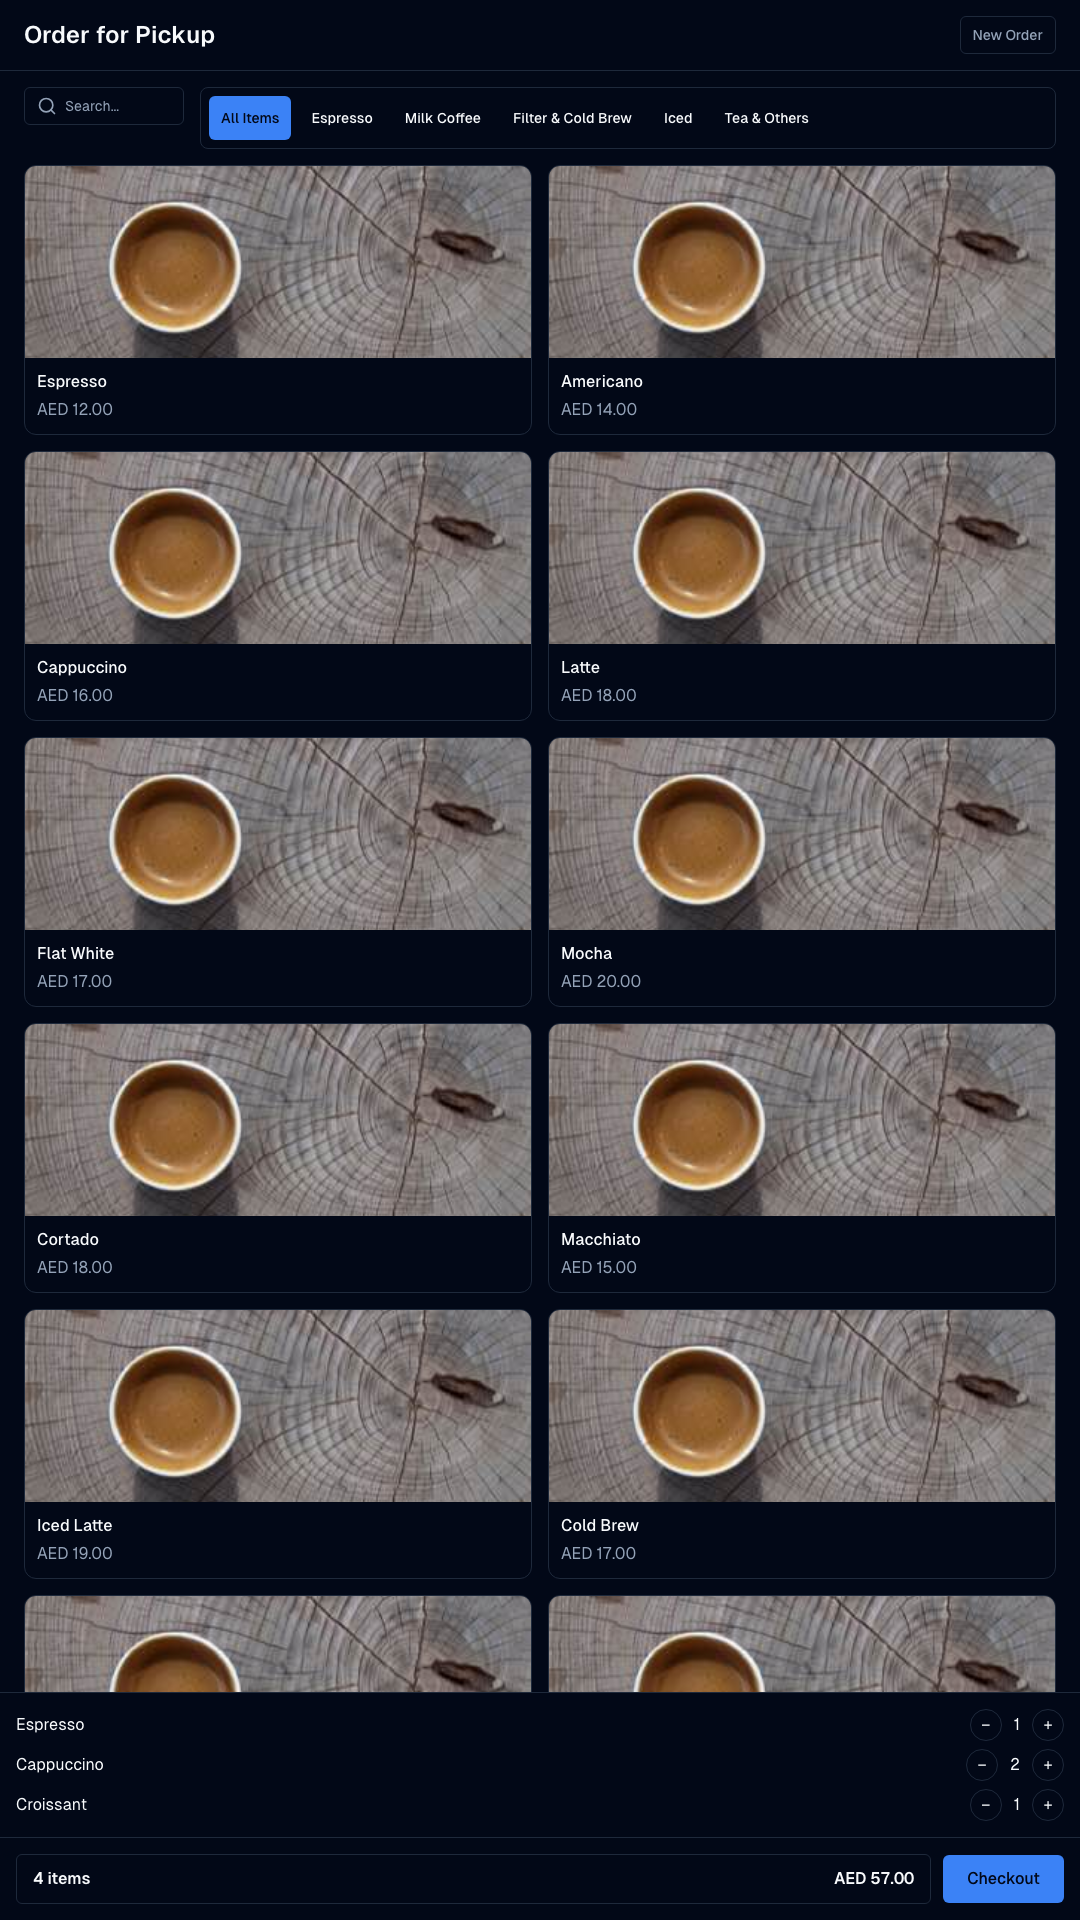 Order for Pickup
New Order
Search...
All Items
Espresso
Milk Coffee
Filter & Cold Brew
Iced
Tea & Others
Espresso
AED 12.00
Americano
AED 14.00
Cappuccino
AED 16.00
Latte
AED 18.00
Flat White
AED 17.00
Mocha
AED 20.00
Cortado
AED 18.00
Macchiato
AED 15.00
Iced Latte
AED 19.00
Cold Brew
AED 17.00
Espresso − 1 +
Cappuccino − 2 +
Croissant − 1 +
4 items AED 57.00
Checkout